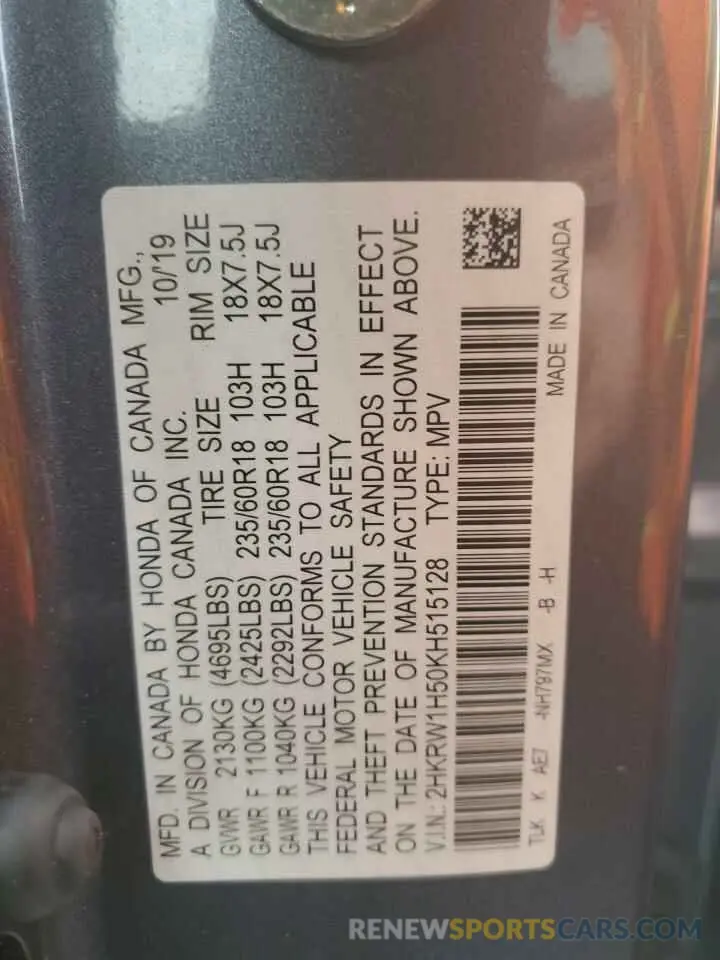 MFD. IN CANADA BY HONDA OF CANADA MFG.,
A DIVISION OF HONDA CANADA INC. 10/'19
GVWR 2130KG (4695LBS) TIRE SIZE RIM SIZE
GAWR F 1100KG (2425LBS) 235/60R18 103H 18X7.5J
GAWR R 1040KG (2292LBS) 235/60R18 103H 18X7.5J
THIS VEHICLE CONFORMS TO ALL APPLICABLE
FEDERAL MOTOR VEHICLE SAFETY
AND THEFT PREVENTION STANDARDS IN EFFECT
ON THE DATE OF MANUFACTURE SHOWN ABOVE.
V.I.N.: 2HKRW1H50KH515128 TYPE: MPV
TLK K AE7 -NH797MX -B -H MADE IN CANADA
RENEWSPORTSCARS.COM